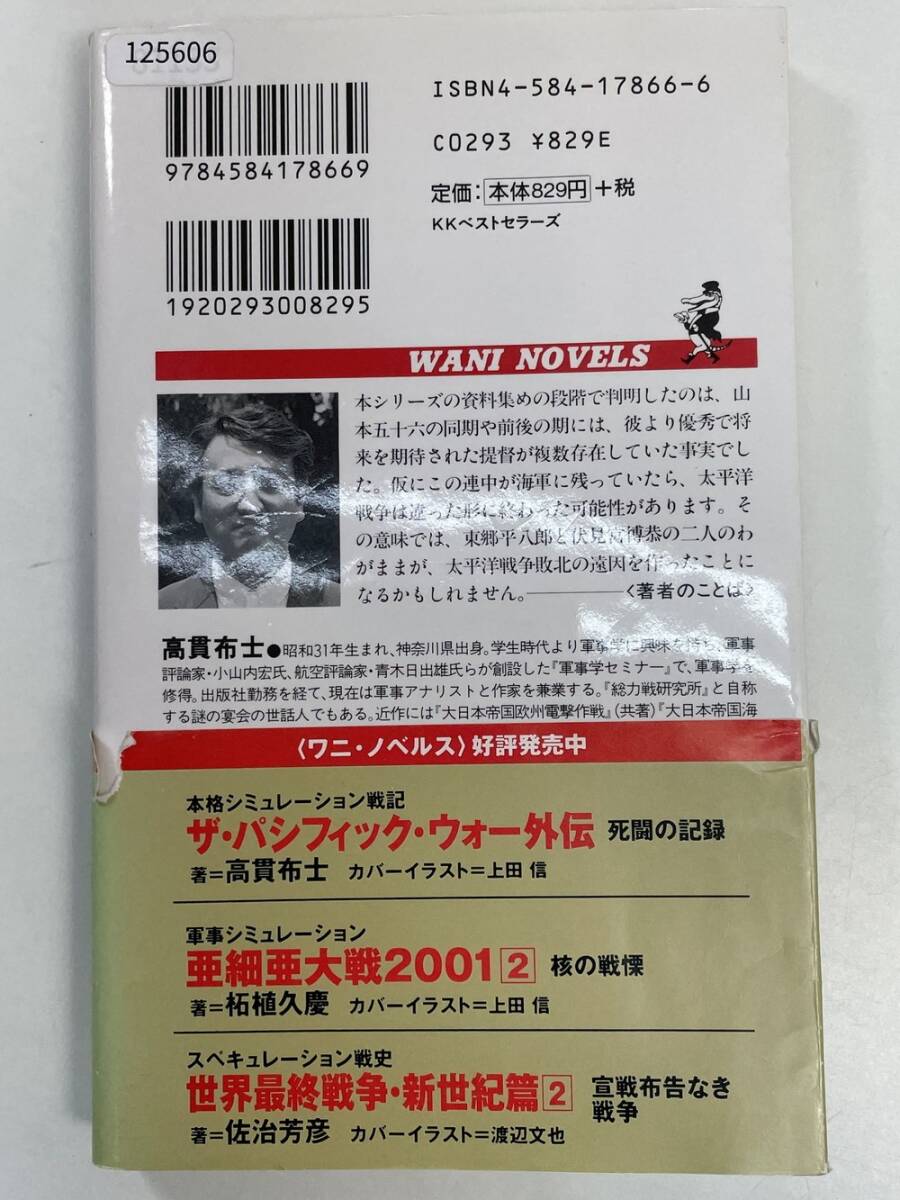 125606
ISBN4-584-17866-6
9784584178669
C0293 ¥829E
定価:本体829円+税
KKベストセラーズ
1920293008295
WANI NOVELS
本シリーズの資料集めの段階で判明したのは、山
本五十六の同期や前後の期には、彼より優秀で将
来を期待された提督が複数存在していた事実でし
た。仮にこの連中が海軍に残っていたら、太平洋
戦争は違った形に終わった可能性があります。そ
の意味では、東郷平八郎と伏見宮博恭の二人のわ
がままが、太平洋戦争敗北の遠因を作ったことに
なるかもしれません。――〈著者のことば〉
高貫布士●昭和31年生まれ、神奈川県出身。学生時代より軍事学に興味を持ち、軍事
評論家・小山内宏氏、航空評論家・青木日出雄氏らが創設した『軍事学セミナー』で、軍事学を
修得。出版社勤務を経て、現在は軍事アナリストと作家を兼業する。『総力戦研究所』と自称
する謎の宴会の世話人でもある。近作には『大日本帝国欧州電撃作戦』(共著)『大日本帝国海
〈ワニ・ノベルス〉好評発売中
本格シミュレーション戦記
ザ・パシフィック・ウォー外伝 死闘の記録
著=高貫布士 カバーイラスト=上田 信
軍事シミュレーション
亜細亜大戦2001[2] 核の戦慄
著=柘植久慶 カバーイラスト=上田 信
スペキュレーション戦史
世界最終戦争・新世紀篇[2] 宣戦布告なき
戦争
著=佐治芳彦 カバーイラスト=渡辺文也